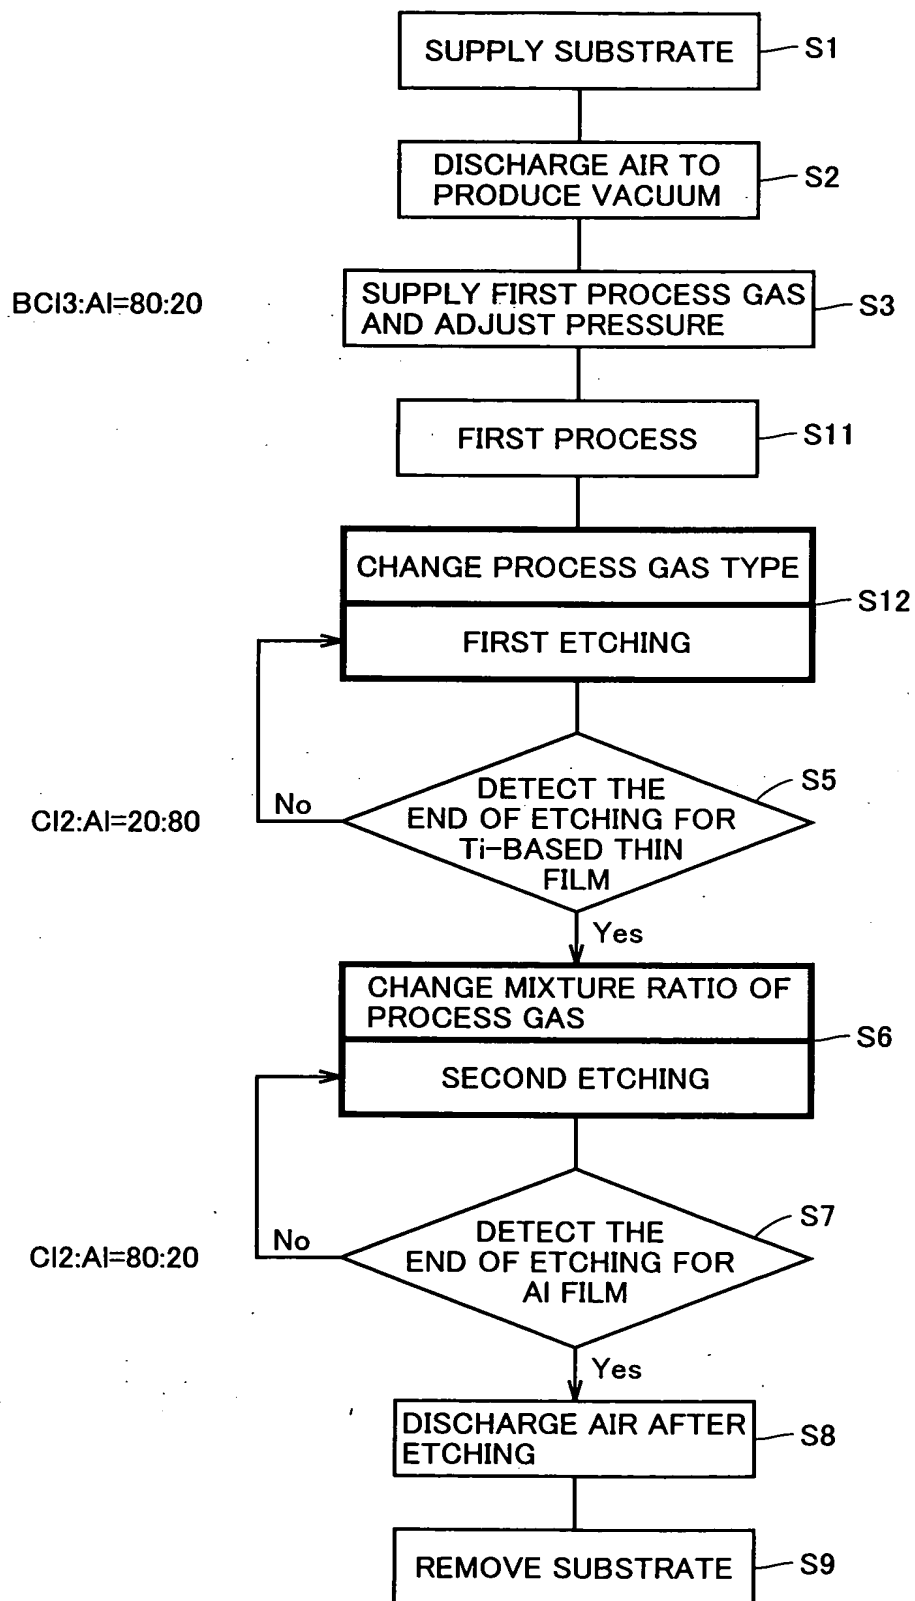 SUPPLY SUBSTRATE
S1
DISCHARGE AIR TO
PRODUCE VACUUM
S2
BCl3:Al=80:20
SUPPLY FIRST PROCESS GAS
AND ADJUST PRESSURE
S3
FIRST PROCESS
S11
CHANGE PROCESS GAS TYPE
S12
FIRST ETCHING
DETECT THE
END OF ETCHING FOR
Ti-BASED THIN
FILM
S5
No
Cl2:Al=20:80
Yes
CHANGE MIXTURE RATIO OF
PROCESS GAS
S6
SECOND ETCHING
DETECT THE
END OF ETCHING FOR
Al FILM
S7
No
Cl2:Al=80:20
Yes
DISCHARGE AIR AFTER
ETCHING
S8
REMOVE SUBSTRATE
S9